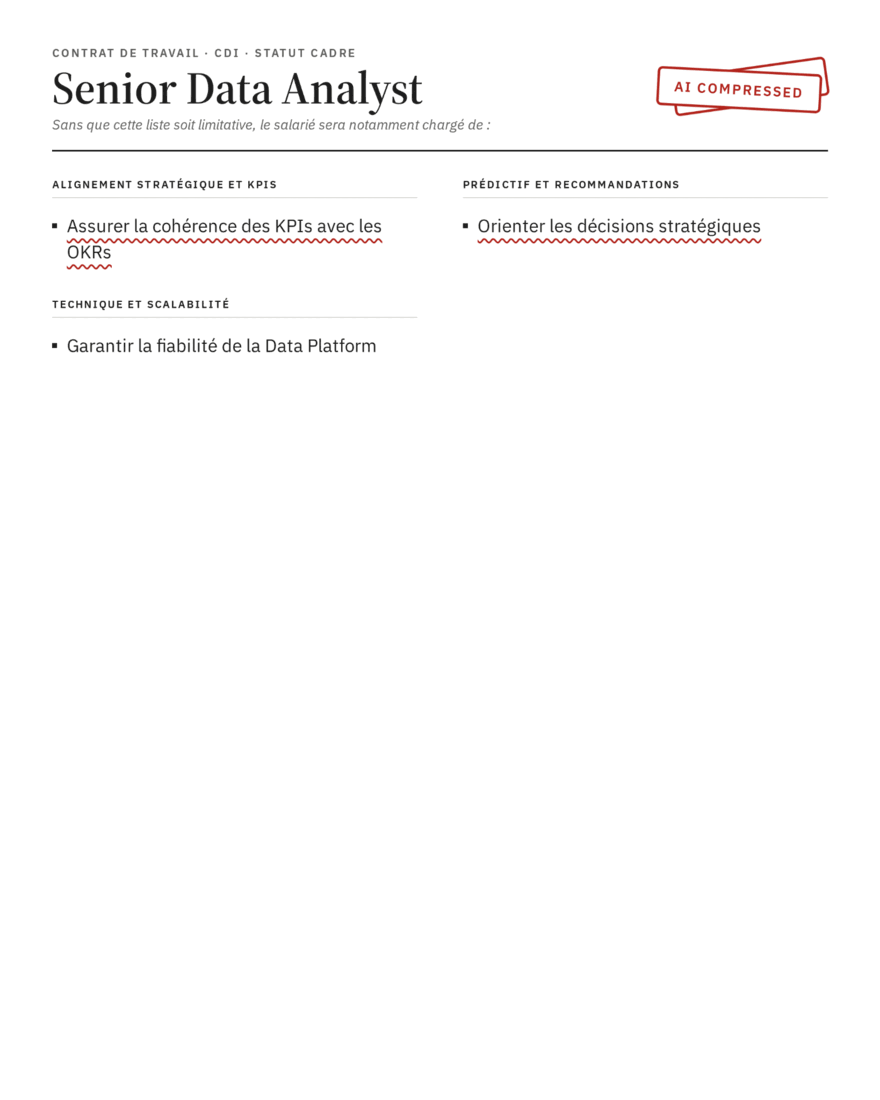 CONTRAT DE TRAVAIL · CDI · STATUT CADRE
Senior Data Analyst
Sans que cette liste soit limitative, le salarié sera notamment chargé de :
AI COMPRESSED
ALIGNEMENT STRATÉGIQUE ET KPIS
▪ Assurer la cohérence des KPIs avec les
OKRs
TECHNIQUE ET SCALABILITÉ
▪ Garantir la fiabilité de la Data Platform
PRÉDICTIF ET RECOMMANDATIONS
▪ Orienter les décisions stratégiques